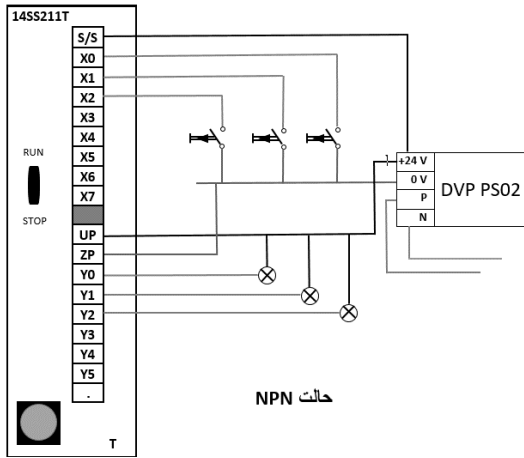 14SS211T
S/S
X0
X1
X2
X3
X4
X5
X6
X7
RUN
STOP
UP
ZP
Y0
Y1
Y2
Y3
Y4
Y5
.
T
+24 V
0 V
P
N
DVP PS02
حالت NPN